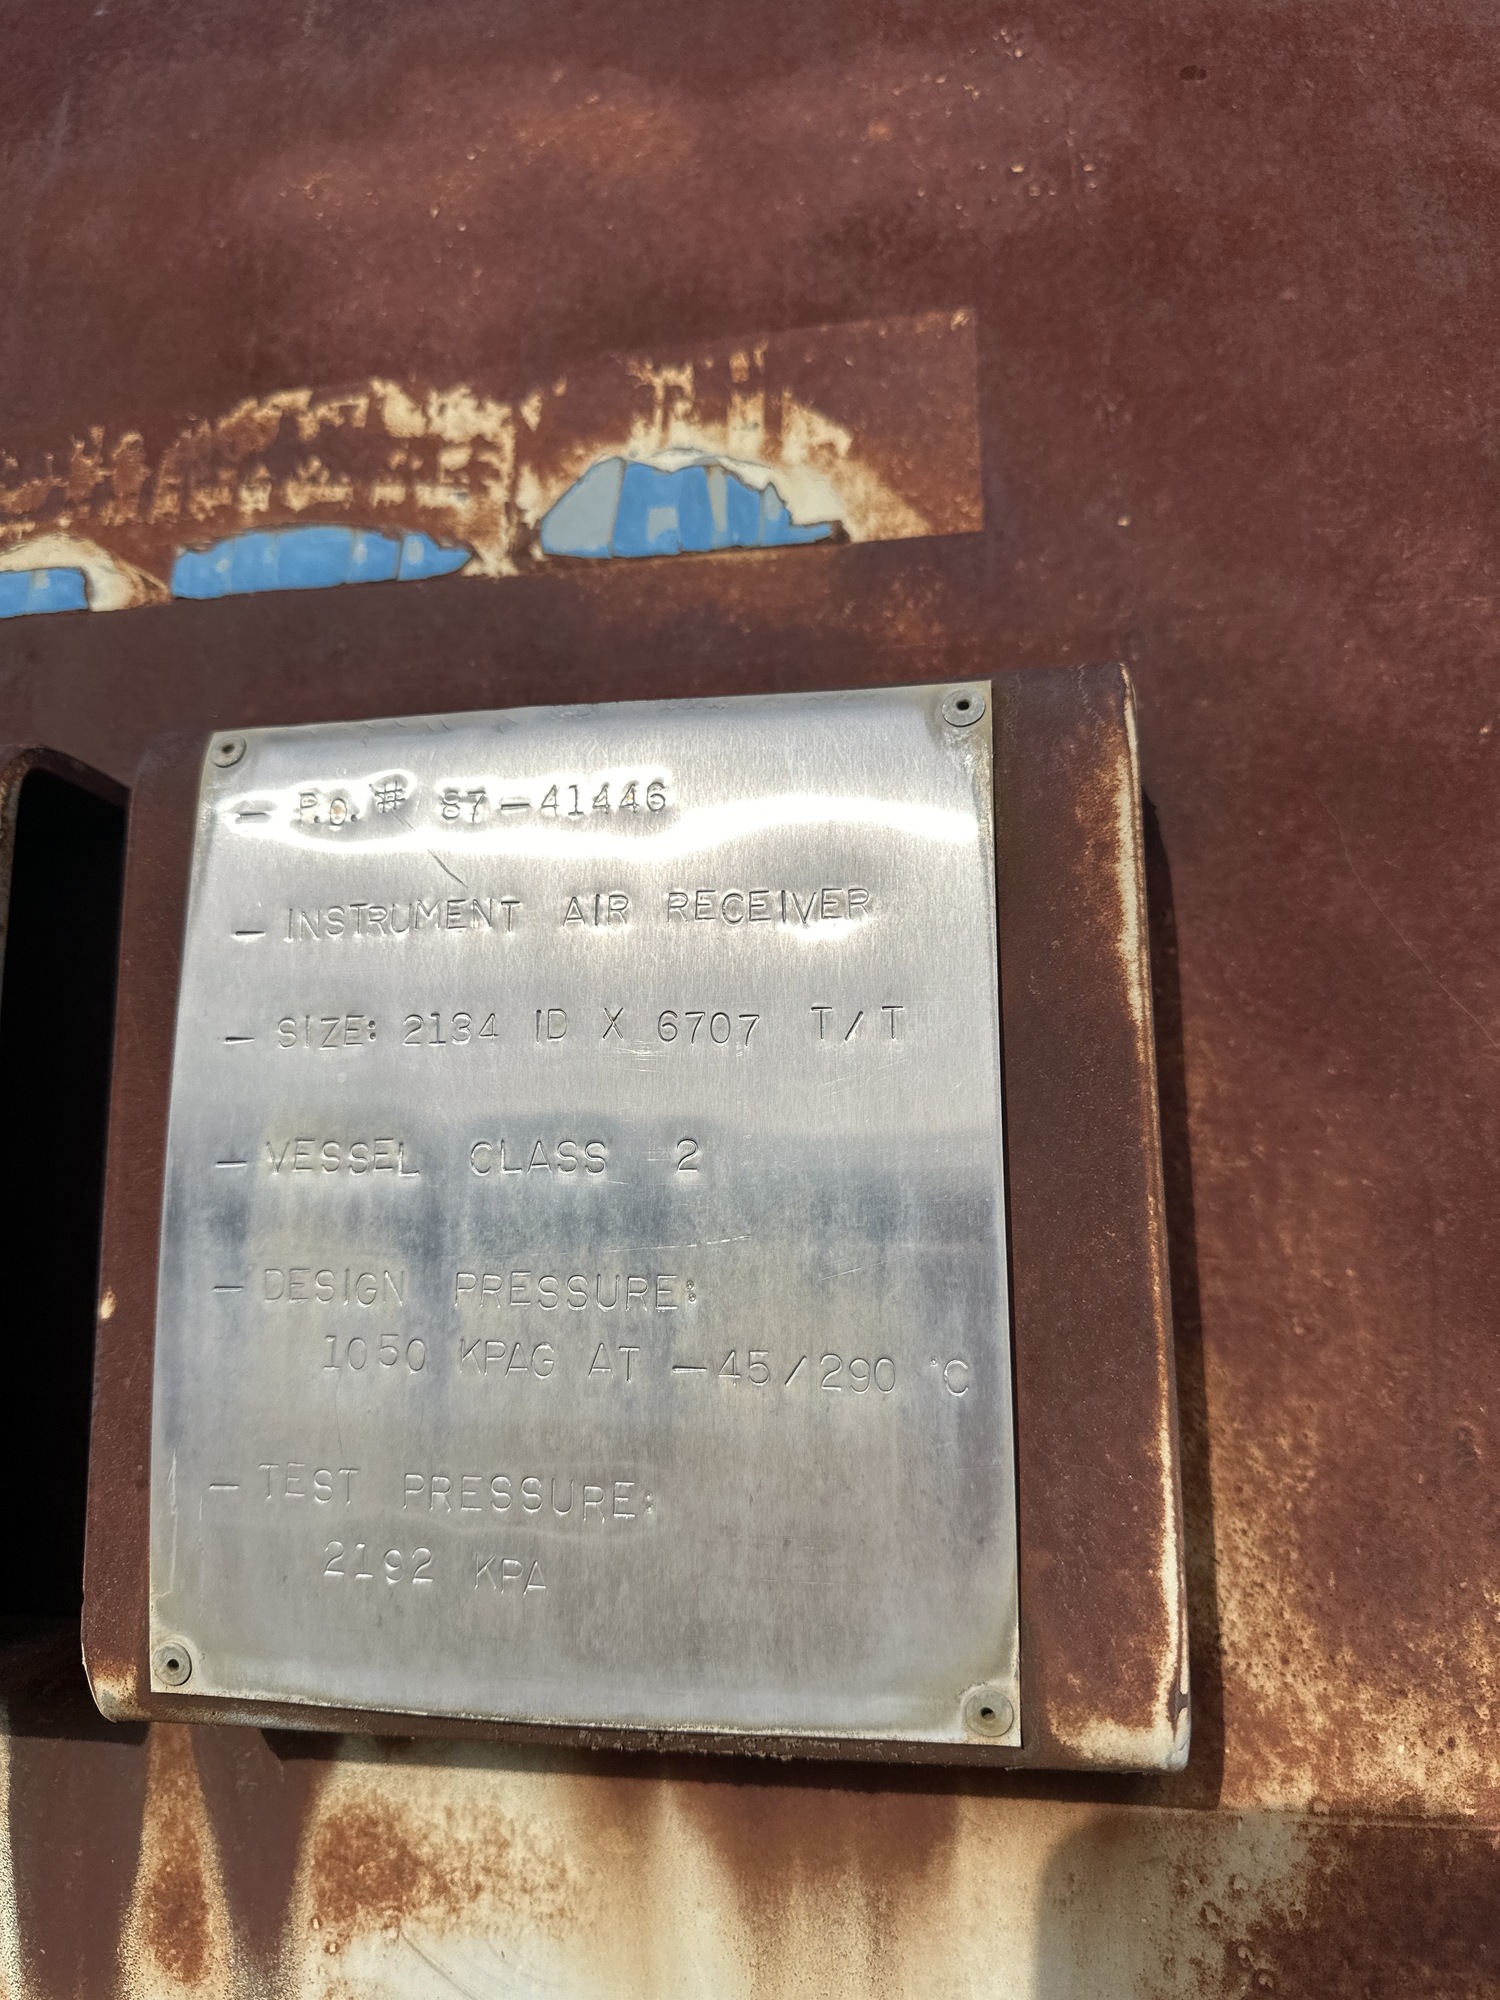 - P.O. # 87-41446
- INSTRUMENT AIR RECEIVER
- SIZE: 2134 ID X 6707 T/T
- VESSEL CLASS 2
- DESIGN PRESSURE:
1050 KPAG AT -45/290 °C
- TEST PRESSURE:
2192 KPA